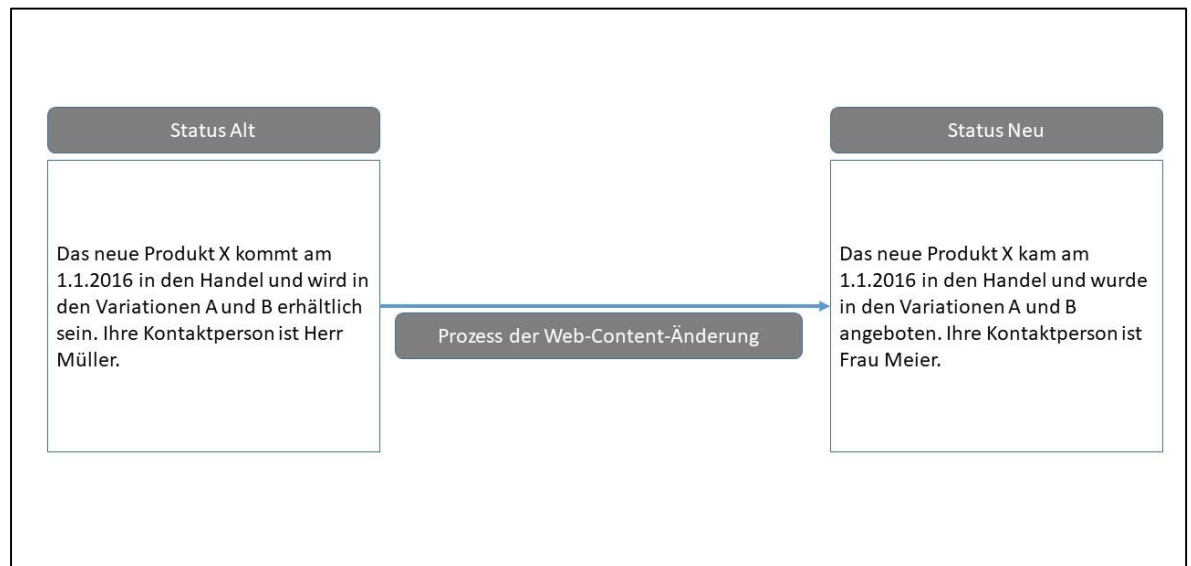 Status Alt
Das neue Produkt X kommt am
1.1.2016 in den Handel und wird in
den Variationen A und B erhältlich
sein. Ihre Kontaktperson ist Herr
Müller.
Prozess der Web-Content-Änderung
Status Neu
Das neue Produkt X kam am
1.1.2016 in den Handel und wurde
in den Variationen A und B
angeboten. Ihre Kontaktperson ist
Frau Meier.